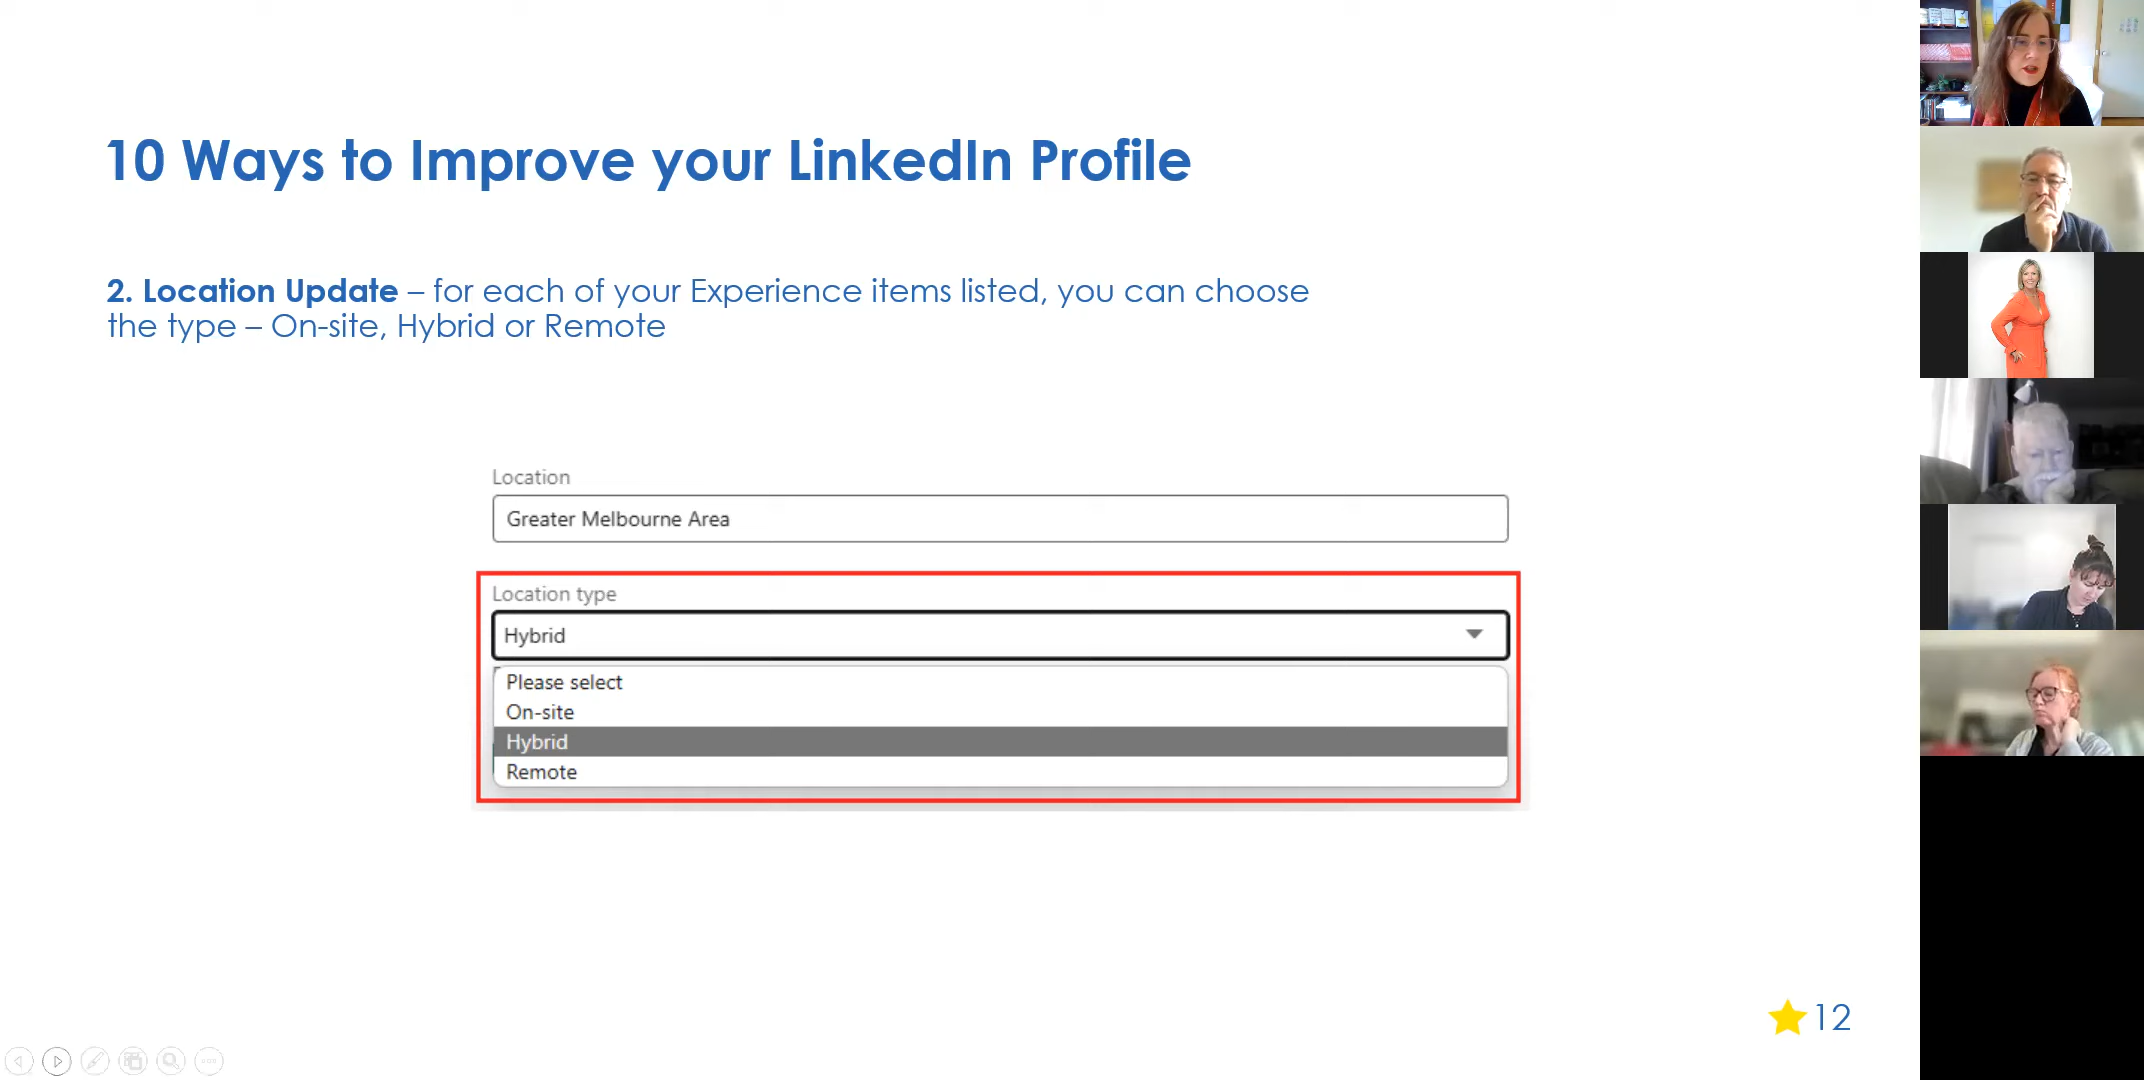 10 Ways to Improve your LinkedIn Profile
2. Location Update – for each of your Experience items listed, you can choose
the type – On-site, Hybrid or Remote
Location
Greater Melbourne Area
Location type
Hybrid
Please select
On-site
Hybrid
Remote
12